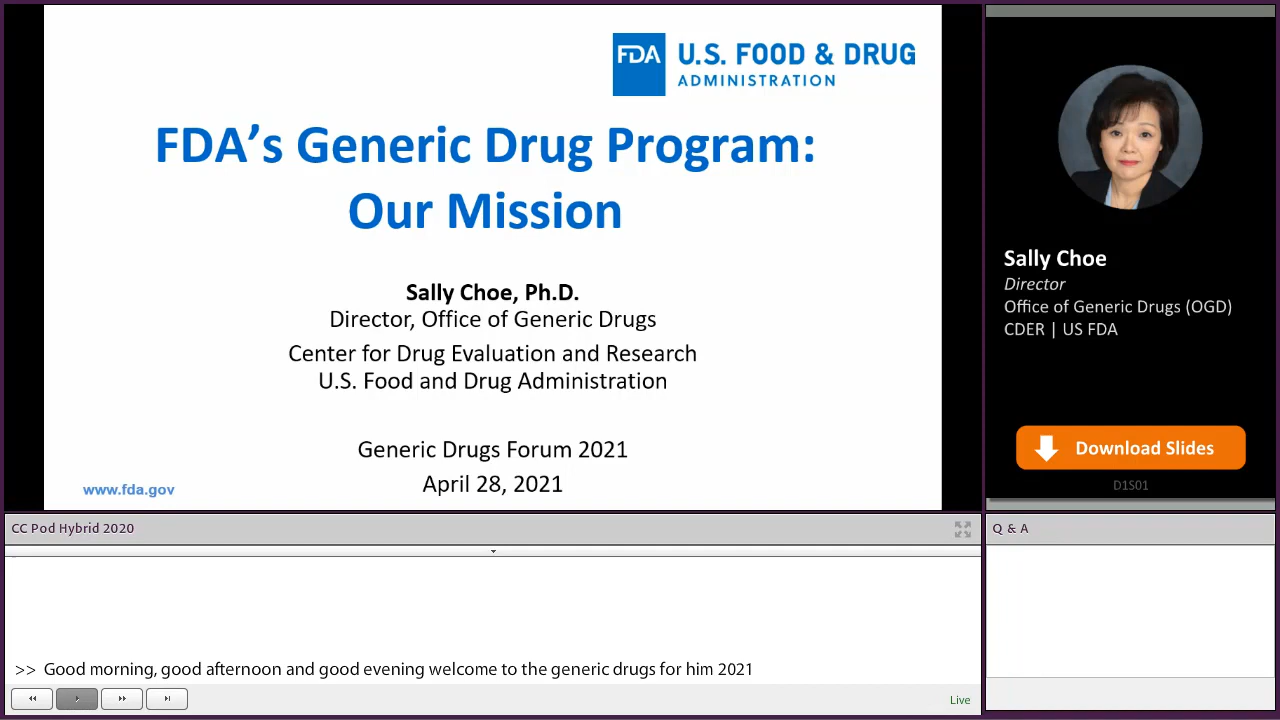 FDA U.S. FOOD & DRUG
ADMINISTRATION
FDA's Generic Drug Program:
Our Mission
Sally Choe, Ph.D.
Director, Office of Generic Drugs
Center for Drug Evaluation and Research
U.S. Food and Drug Administration
Generic Drugs Forum 2021
April 28, 2021
www.fda.gov
Sally Choe
Director
Office of Generic Drugs (OGD)
CDER | US FDA
Download Slides
D1S01
CC Pod Hybrid 2020
>> Good morning, good afternoon and good evening welcome to the generic drugs for him 2021
Live
Q & A